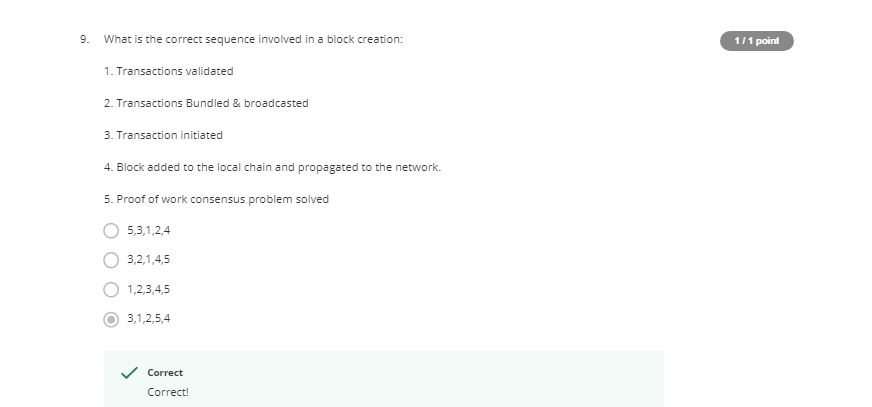 9. What is the correct sequence involved in a block creation:
1 / 1 point
1. Transactions validated
2. Transactions Bundled & broadcasted
3. Transaction initiated
4. Block added to the local chain and propagated to the network.
5. Proof of work consensus problem solved
5,3,1,2,4
3,2,1,4,5
1,2,3,4,5
3,1,2,5,4
Correct
Correct!